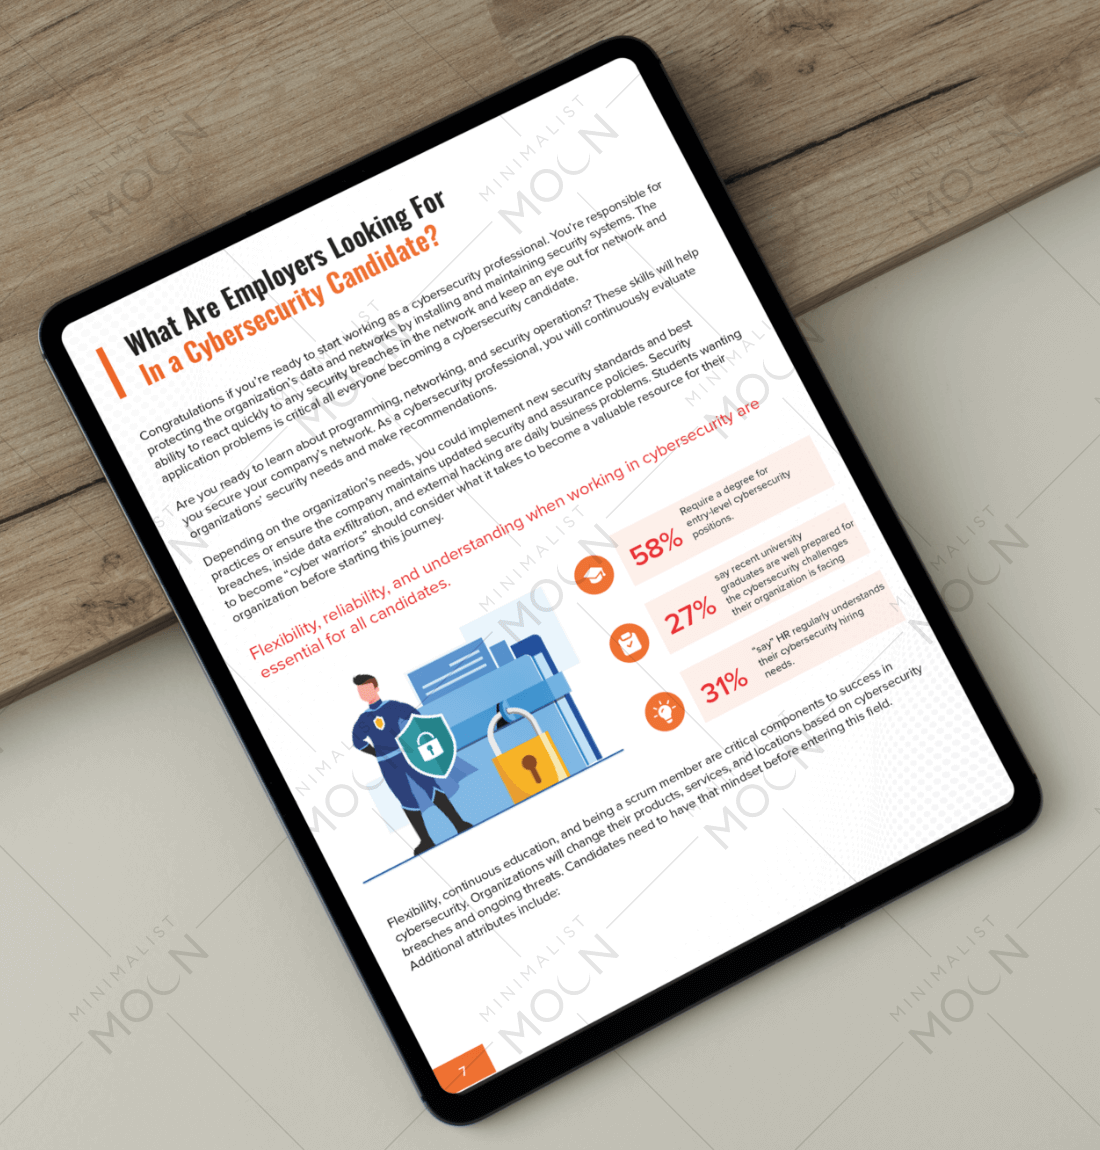 What Are Employers Looking For
In a Cybersecurity Candidate?
Congratulations if you're ready to start working as a cybersecurity professional. You're responsible for
protecting the organization's data and networks by installing and maintaining security systems. The
ability to react quickly to any security breaches in the network and keep an eye out for network and
application problems is critical all everyone becoming a cybersecurity candidate.
Are you ready to learn about programming, networking, and security operations? These skills will help
you secure your company's network. As a cybersecurity professional, you will continuously evaluate
organizations' security needs and make recommendations.
Depending on the organization's needs, you could implement new security standards and best
practices or ensure the company maintains updated security and assurance policies. Security
breaches, inside data exfiltration, and external hacking are daily business problems. Students wanting
to become "cyber warriors" should consider what it takes to become a valuable resource for their
organization before starting this journey.
Flexibility, reliability, and understanding when working in cybersecurity are
essential for all candidates.
58%
Require a degree for
entry-level cybersecurity
positions.
27%
say recent university
graduates are well prepared for
the cybersecurity challenges
their organization is facing
31%
"say" HR regularly understands
their cybersecurity hiring
needs.
Flexibility, continuous education, and being a scrum member are critical components to success in
cybersecurity. Organizations will change their products, services, and locations based on cybersecurity
breaches and ongoing threats. Candidates need to have that mindset before entering this field.
Additional attributes include:
7
MINIMALIST
MOON
MINIMALIST
MOON
MINIMALIST
MOON
MINIMALIST
MOON
MINIMALIST
MOON
MINIMALIST
MOON